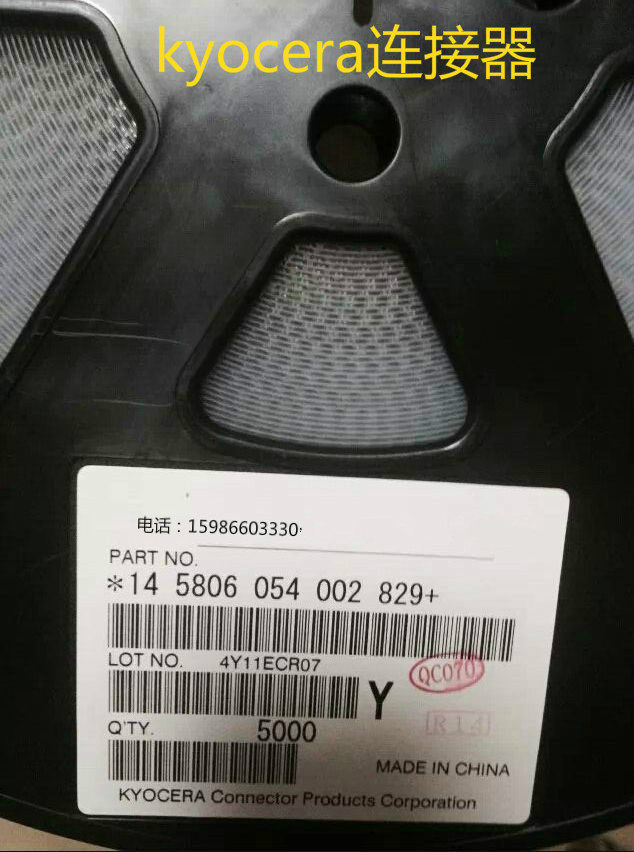 kyocera连接器
电话：15986603330
PART NO.
*14 5806 054 002 829+
LOT NO. 4Y11ECR07
Y
QC070
R14
Q'TY. 5000
MADE IN CHINA
KYOCERA Connector Products Corporation